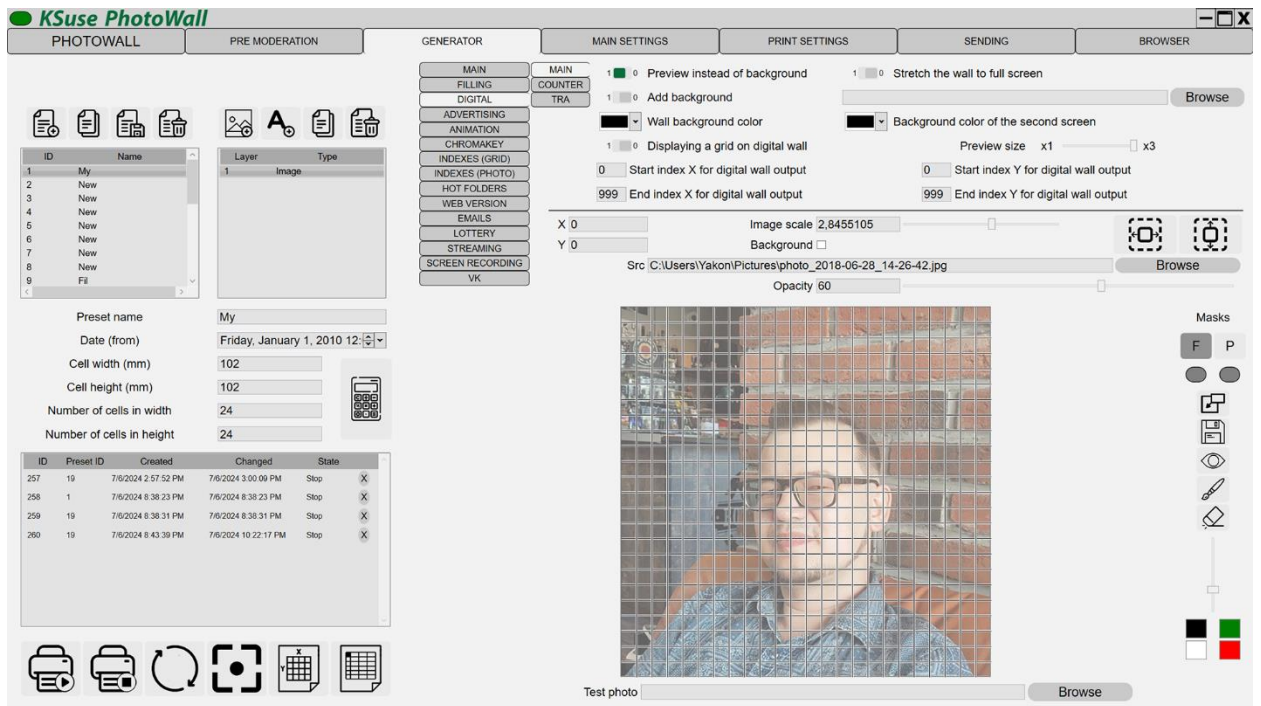 KSuse PhotoWall
PHOTOWALL PRE MODERATION GENERATOR MAIN SETTINGS PRINT SETTINGS SENDING BROWSER
MAIN
FILLING
DIGITAL
ADVERTISING
ANIMATION
CHROMAKEY
INDEXES (GRID)
INDEXES (PHOTO)
HOT FOLDERS
WEB VERSION
EMAILS
LOTTERY
STREAMING
SCREEN RECORDING
VK
MAIN
COUNTER
TRA
1 0 Preview instead of background 1 0 Stretch the wall to full screen
1 0 Add background Browse
Wall background color Background color of the second screen
1 0 Displaying a grid on digital wall Preview size x1 x3
0 Start index X for digital wall output 0 Start index Y for digital wall output
999 End index X for digital wall output 999 End index Y for digital wall output
ID Name
1 My
2 New
3 New
4 New
5 New
6 New
7 New
8 New
9 Fil
Layer Type
1 Image
Preset name My
Date (from) Friday, January 1, 2010 12:
Cell width (mm) 102
Cell height (mm) 102
Number of cells in width 24
Number of cells in height 24
ID Preset ID Created Changed State
257 19 7/6/2024 2:57:52 PM 7/6/2024 3:00:09 PM Stop X
258 1 7/6/2024 8:38:23 PM 7/6/2024 8:38:23 PM Stop X
259 19 7/6/2024 8:38:31 PM 7/6/2024 8:38:31 PM Stop X
260 19 7/6/2024 8:43:39 PM 7/6/2024 10:22:17 PM Stop X
X 0 Image scale 2,8455105
Y 0 Background
Src C:\Users\Yakon\Pictures\photo_2018-06-28_14-26-42.jpg Browse
Opacity 60
Masks
F P
Test photo Browse